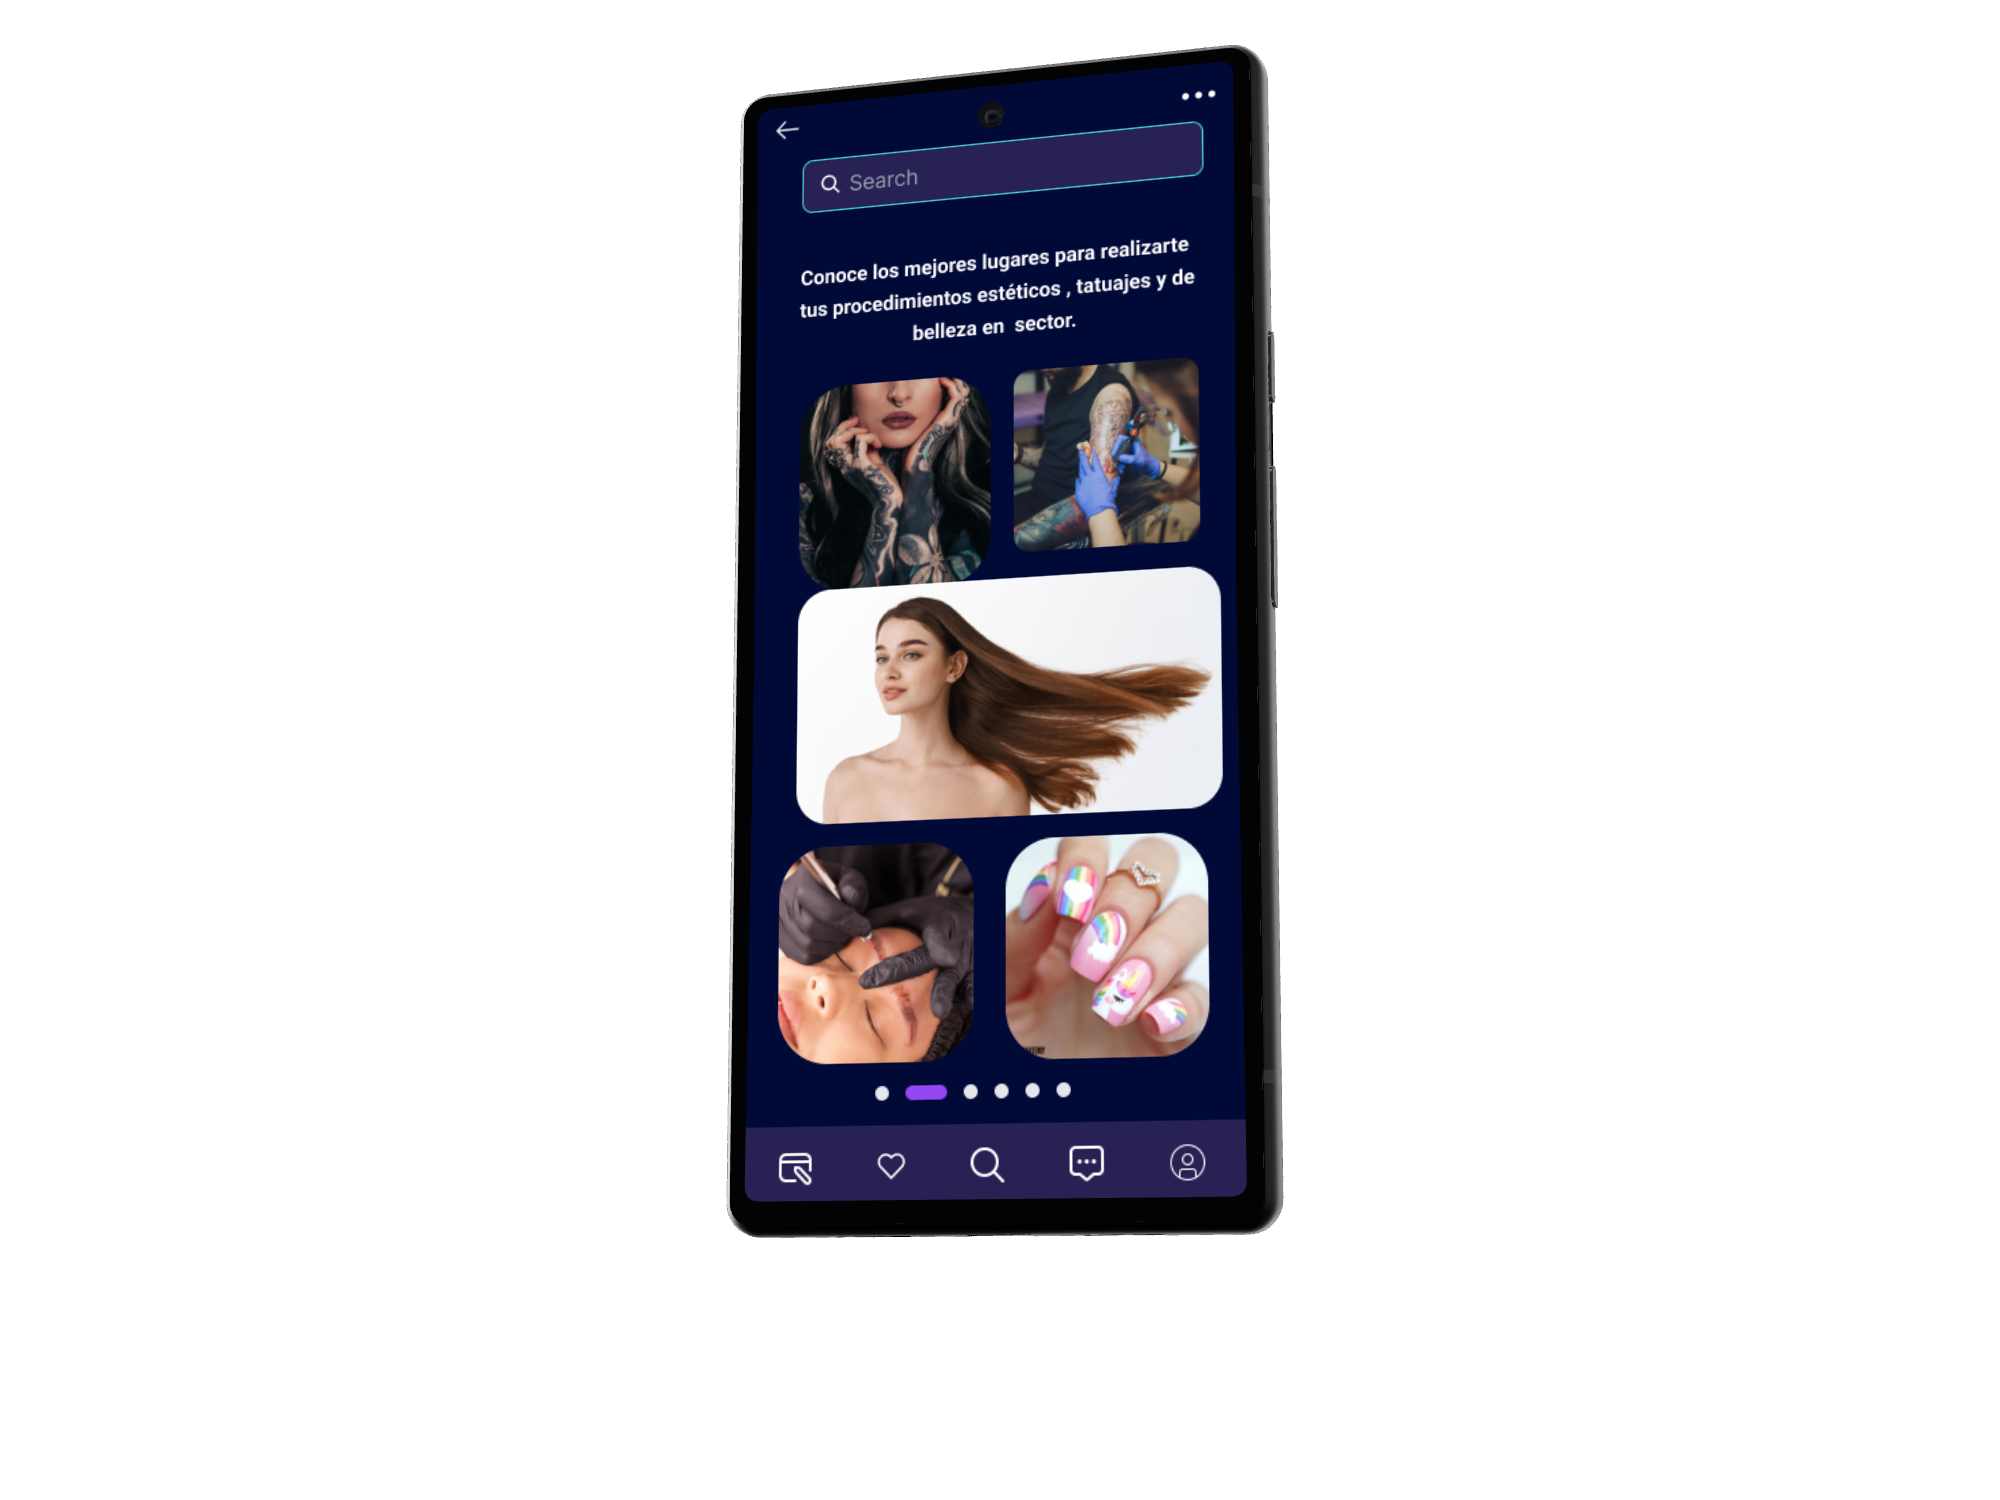 Search
Conoce los mejores lugares para realizarte
tus procedimientos estéticos , tatuajes y de
belleza en  sector.